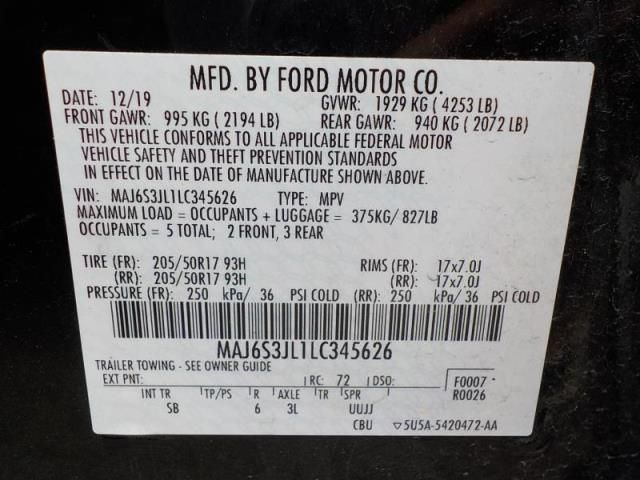 MFD. BY FORD MOTOR CO.
DATE: 12/19 GVWR: 1929 KG ( 4253 LB)
FRONT GAWR: 995 KG ( 2194 LB) REAR GAWR: 940 KG ( 2072 LB)
THIS VEHICLE CONFORMS TO ALL APPLICABLE FEDERAL MOTOR
VEHICLE SAFETY AND THEFT PREVENTION STANDARDS
IN EFFECT ON THE DATE OF MANUFACTURE SHOWN ABOVE.
VIN: MAJ6S3JL1LC345626 TYPE: MPV
MAXIMUM LOAD = OCCUPANTS + LUGGAGE = 375KG/ 827LB
OCCUPANTS = 5 TOTAL; 2 FRONT, 3 REAR
TIRE (FR): 205/50R17 93H RIMS (FR): 17x7.0J
(RR): 205/50R17 93H (RR): 17x7.0J
PRESSURE (FR): 250 kPa/ 36 PSI COLD (RR): 250 kPa/ 36 PSI COLD
MAJ6S3JL1LC345626
TRAILER TOWING - SEE OWNER GUIDE
EXT PNT: RC: 72 DSO: F0007
R0026
INT TR TP/PS R AXLE TR SPR
SB 6 3L UUJJ
CBU ▽5U5A-5420472-AA